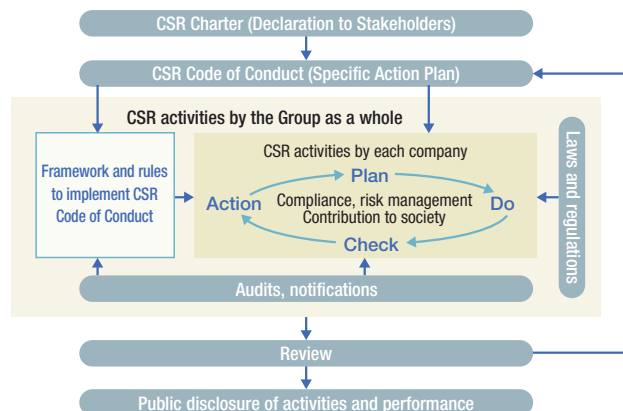 CSR Charter (Declaration to Stakeholders)
CSR Code of Conduct (Specific Action Plan)
CSR activities by the Group as a whole
Framework and rules
to implement CSR
Code of Conduct
CSR activities by each company
Plan
Action
Compliance, risk management
Contribution to society
Do
Check
Laws and regulations
Audits, notifications
Review
Public disclosure of activities and performance